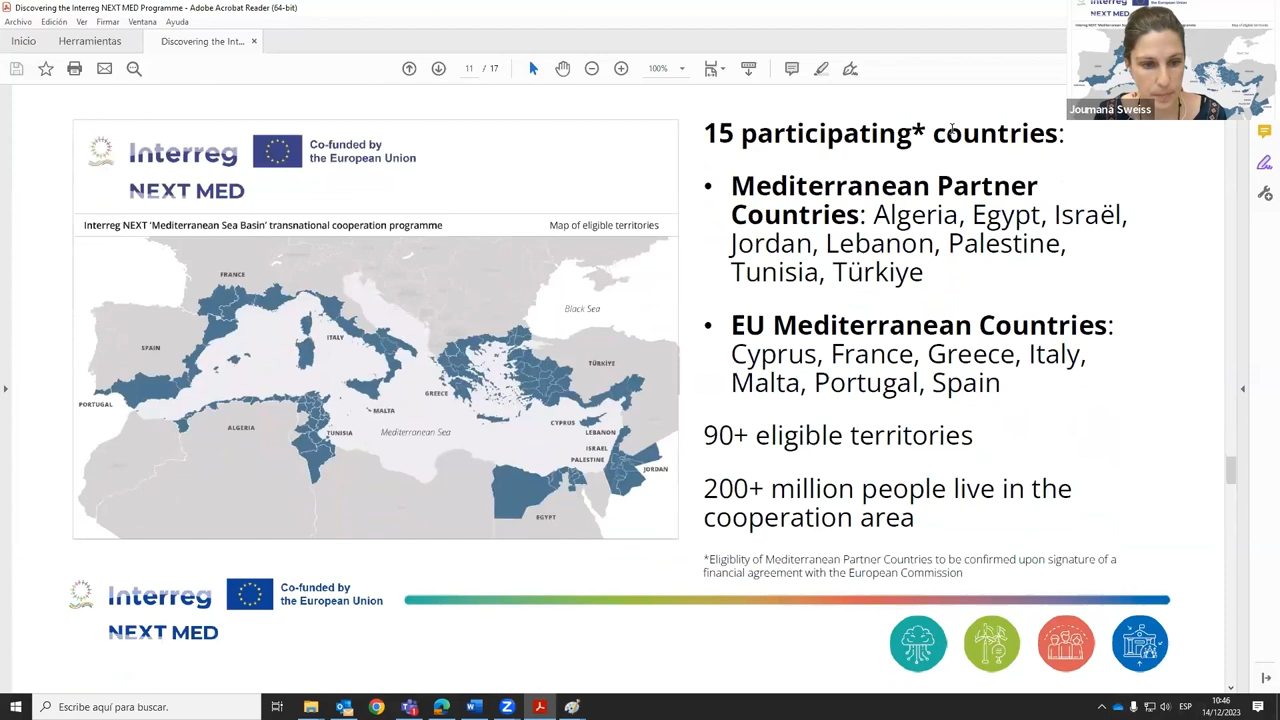 Discovering the Interreg NEXT MED Programme - Adobe Acrobat Reader (64-bit)
Archivo Edición Ver Firmar Ventana Ayuda
Inicio
Discovering the Int...
17
100%
Joumana Sweiss
Interreg
Co-funded by
the European Union
NEXT MED
Interreg NEXT ‘Mediterranean Sea Basin’ transnational cooperation programme
Map of eligible territories
FRANCE
Black Sea
ITALY
SPAIN
TÜRKİYE
GREECE
PORTUGAL
MALTA
CYPRUS
ALGERIA
TUNISIA
Mediterranean Sea
LEBANON
ISRAEL
PALESTINE
JORDAN
EGYPT
15 participating* countries:
• Mediterranean Partner
Countries: Algeria, Egypt, Israël,
Jordan, Lebanon, Palestine,
Tunisia, Türkiye
• EU Mediterranean Countries:
Cyprus, France, Greece, Italy,
Malta, Portugal, Spain
90+ eligible territories
200+ million people live in the
cooperation area
*Eligiblity of Mediterranean Partner Countries to be confirmed upon signature of a
financial agreement with the European Commission
Interreg
Co-funded by
the European Union
NEXT MED
Escribe aquí para buscar.
ESP
10:46
14/12/2023